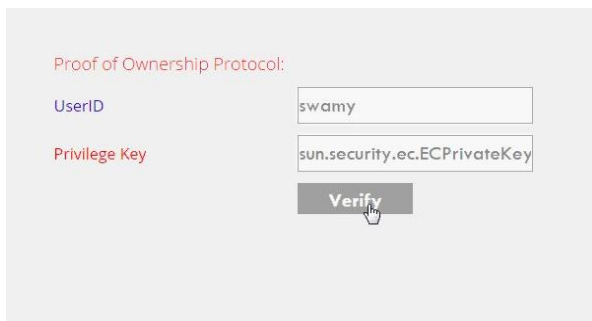 Proof of Ownership Protocol:
UserID swamy
Privilege Key sun.security.ec.ECPrivateKey
Verify